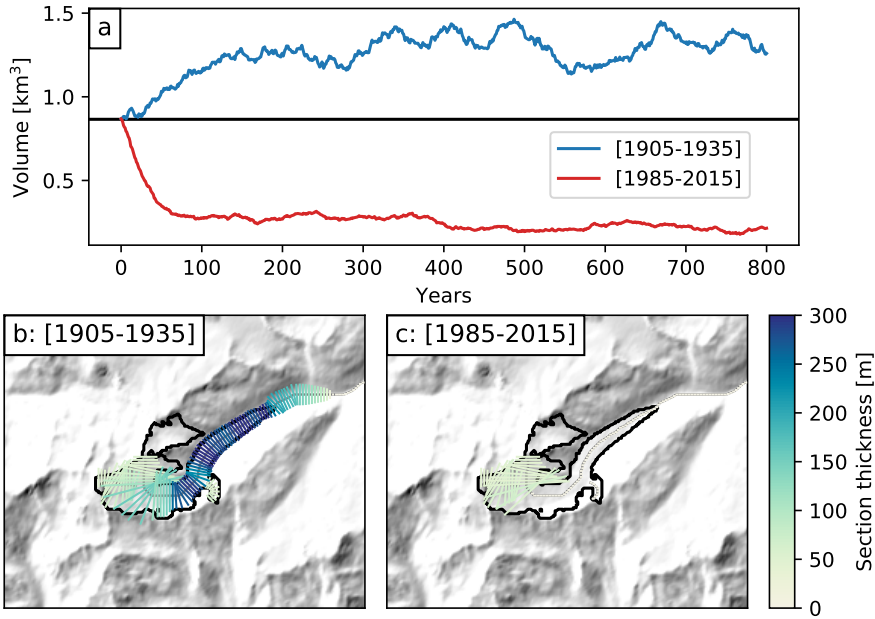 a
Volume [km³]
1.5
1.0
0.5
[1905-1935]
[1985-2015]
0 100 200 300 400 500 600 700 800
Years
b: [1905-1935]
c: [1985-2015]
300
250
200
150
100
50
0
Section thickness [m]